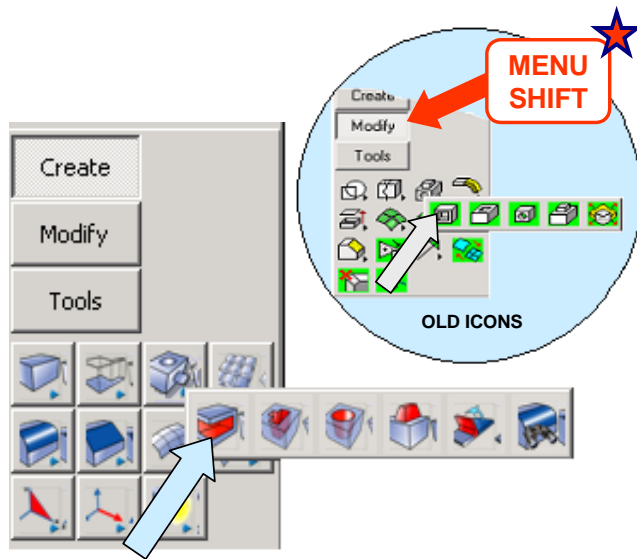 MENU
SHIFT
Create
Modify
Tools
OLD ICONS
Create
Modify
Tools